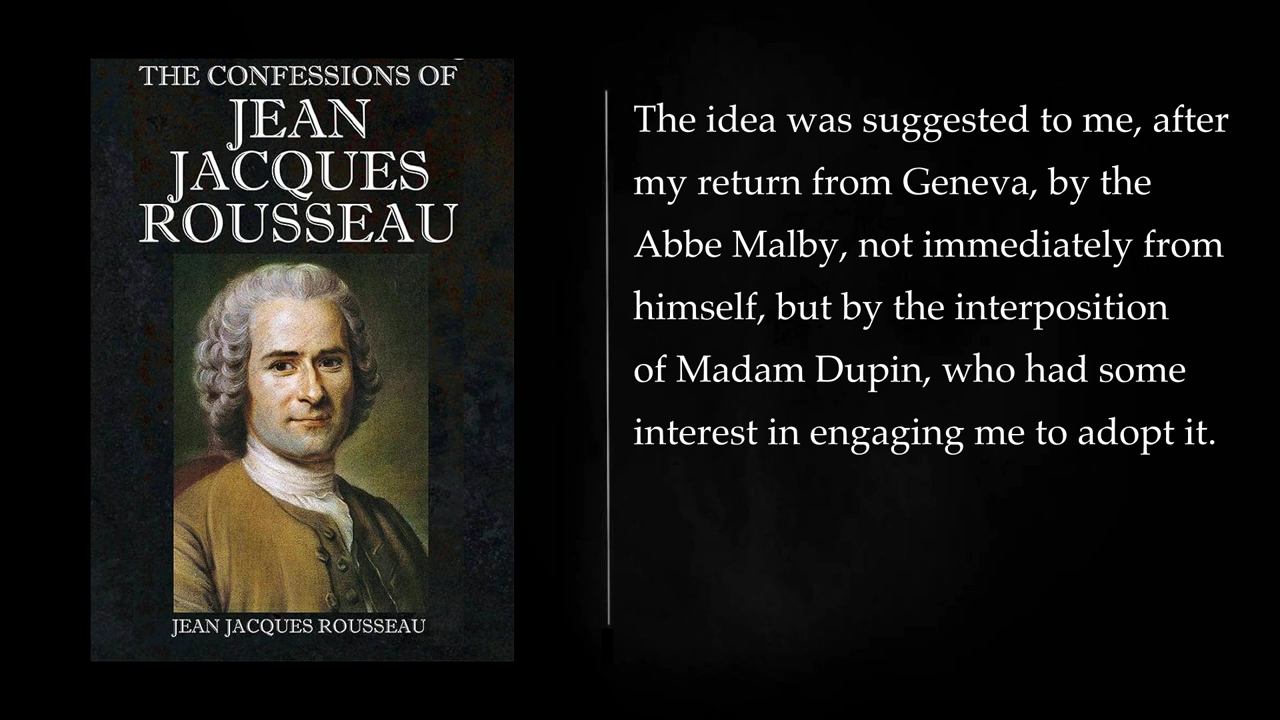 THE CONFESSIONS OF
JEAN
JACQUES
ROUSSEAU
JEAN JACQUES ROUSSEAU
The idea was suggested to me, after
my return from Geneva, by the
Abbe Malby, not immediately from
himself, but by the interposition
of Madam Dupin, who had some
interest in engaging me to adopt it.